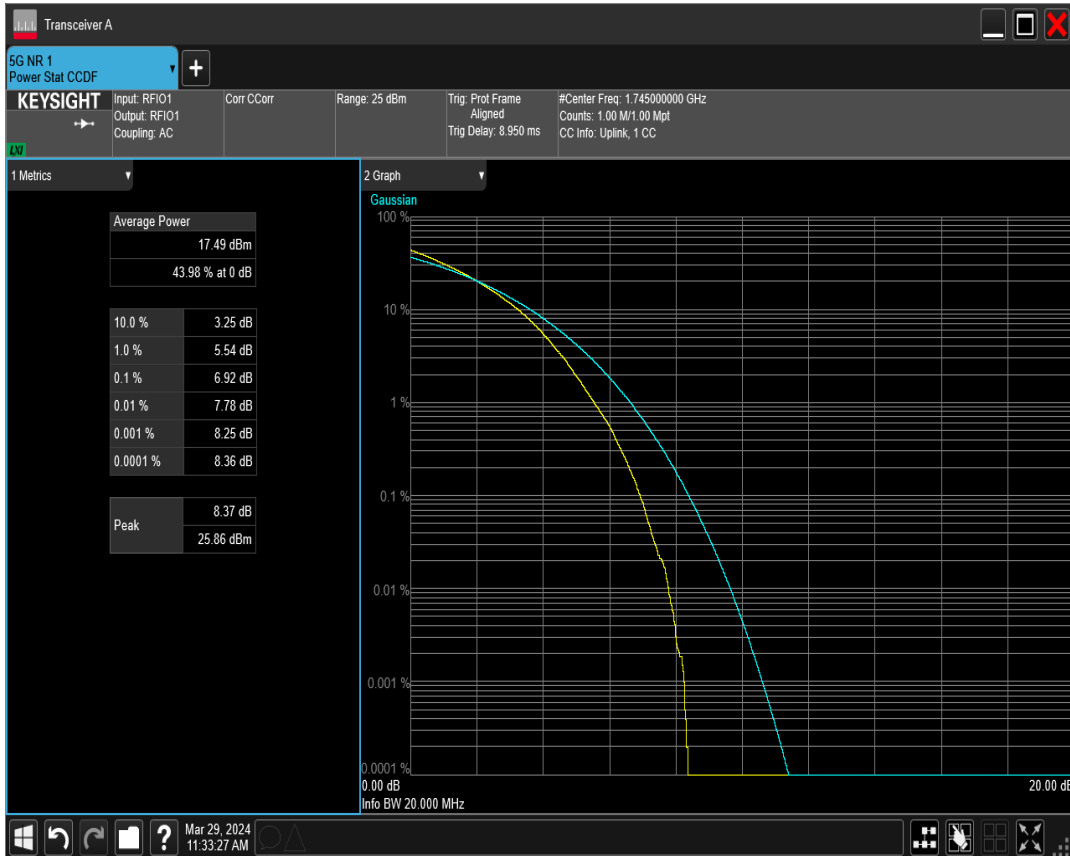 Transceiver A
5G NR 1
Power Stat CCDF
KEYSIGHT
LXI
Input: RFIO1
Output: RFIO1
Coupling: AC
Corr CCorr
Range: 25 dBm
Trig: Prot Frame
Aligned
Trig Delay: 8.950 ms
#Center Freq: 1.745000000 GHz
Counts: 1.00 M/1.00 Mpt
CC Info: Uplink, 1 CC
1 Metrics
Average Power
17.49 dBm
43.98 % at 0 dB
10.0 % 3.25 dB
1.0 % 5.54 dB
0.1 % 6.92 dB
0.01 % 7.78 dB
0.001 % 8.25 dB
0.0001 % 8.36 dB
Peak
8.37 dB
25.86 dBm
2 Graph
Gaussian
100 %
10 %
1 %
0.1 %
0.01 %
0.001 %
0.0001 %
0.00 dB 20.00 dB
Info BW 20.000 MHz
?
Mar 29, 2024
11:33:27 AM